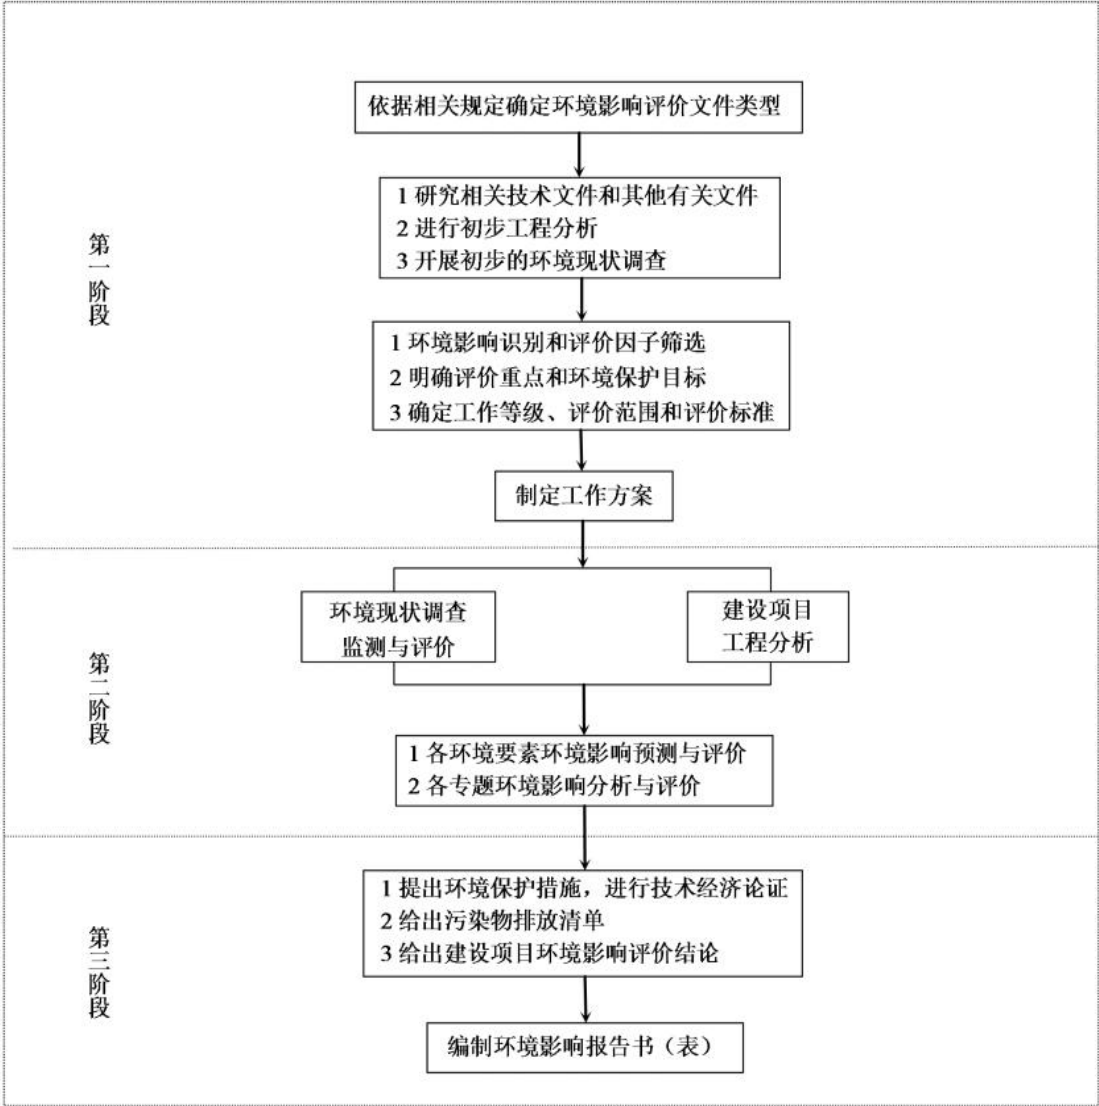 依据相关规定确定环境影响评价文件类型
1 研究相关技术文件和其他有关文件
2 进行初步工程分析
3 开展初步的环境现状调查
第一阶段
1 环境影响识别和评价因子筛选
2 明确评价重点和环境保护目标
3 确定工作等级、评价范围和评价标准
制定工作方案
环境现状调查
监测与评价
建设项目
工程分析
第二阶段
1 各环境要素环境影响预测与评价
2 各专题环境影响分析与评价
1 提出环境保护措施，进行技术经济论证
2 给出污染物排放清单
3 给出建设项目环境影响评价结论
第三阶段
编制环境影响报告书（表）